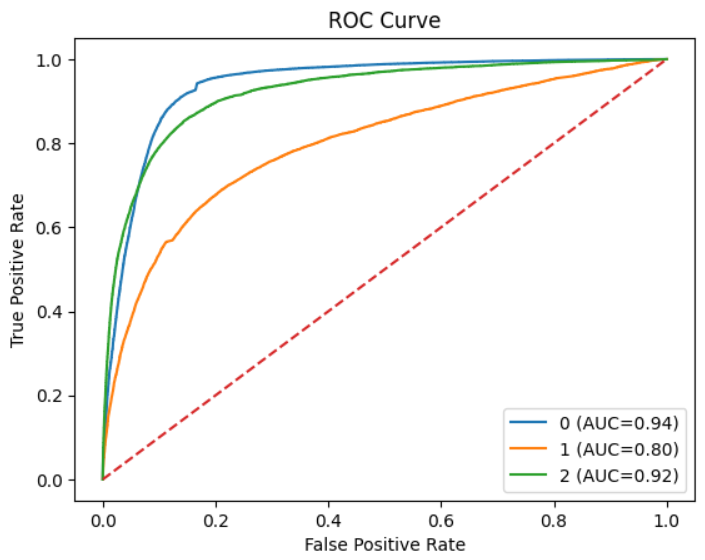 ROC Curve
True Positive Rate
1.0
0.8
0.6
0.4
0.2
0.0
0 (AUC=0.94)
1 (AUC=0.80)
2 (AUC=0.92)
0.0 0.2 0.4 0.6 0.8 1.0
False Positive Rate